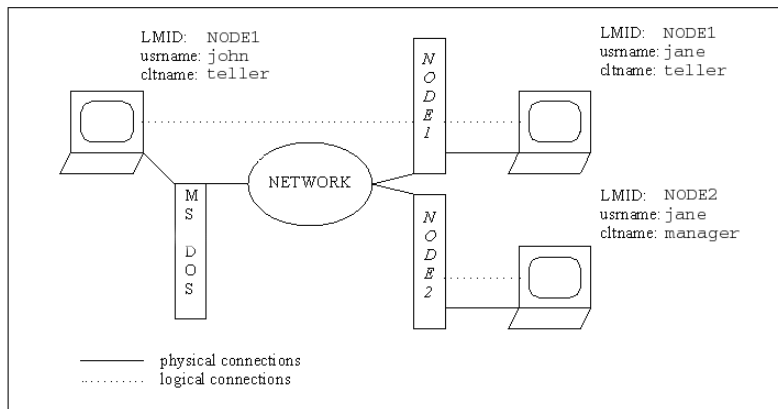 LMID: NODE1
usrname: john
cltname: teller
LMID: NODE1
usrname: jane
cltname: teller
NODE1
NETWORK
MS DOS
NODE2
LMID: NODE2
usrname: jane
cltname: manager
physical connections
logical connections